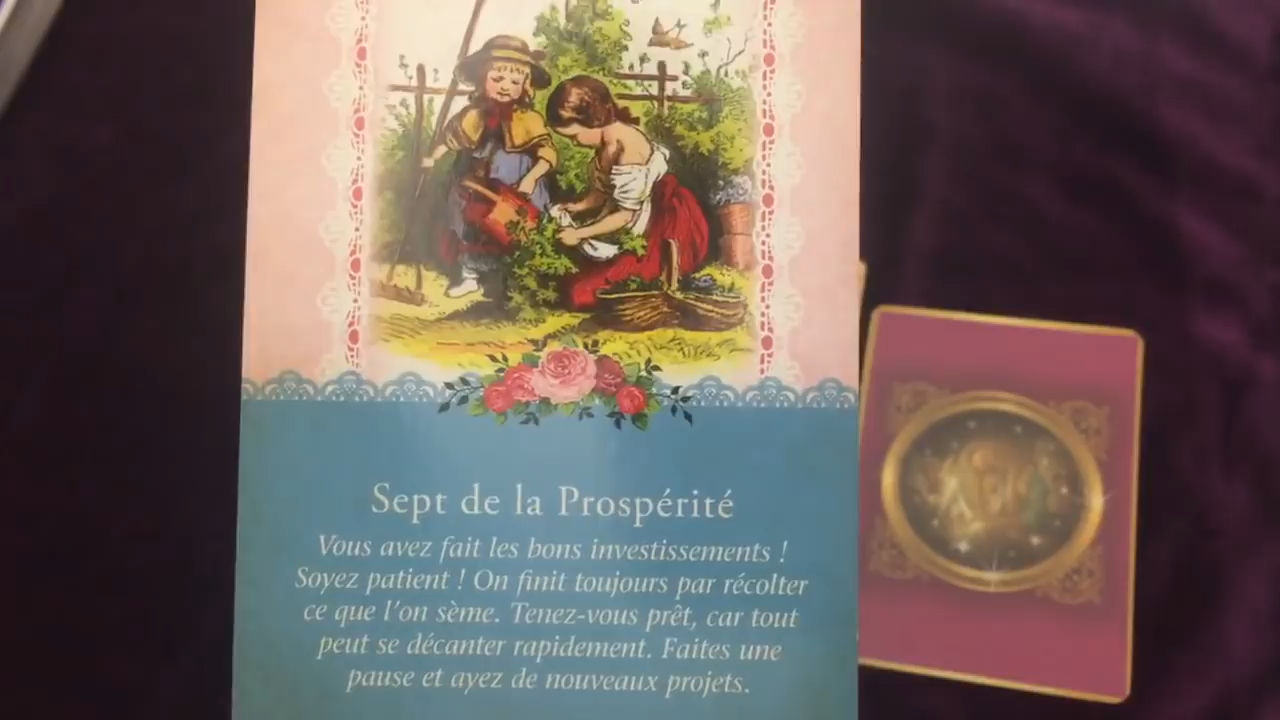 Sept de la Prospérité
Vous avez fait les bons investissements !
Soyez patient ! On finit toujours par récolter
ce que l'on sème. Tenez-vous prêt, car tout
peut se décanter rapidement. Faites une
pause et ayez de nouveaux projets.